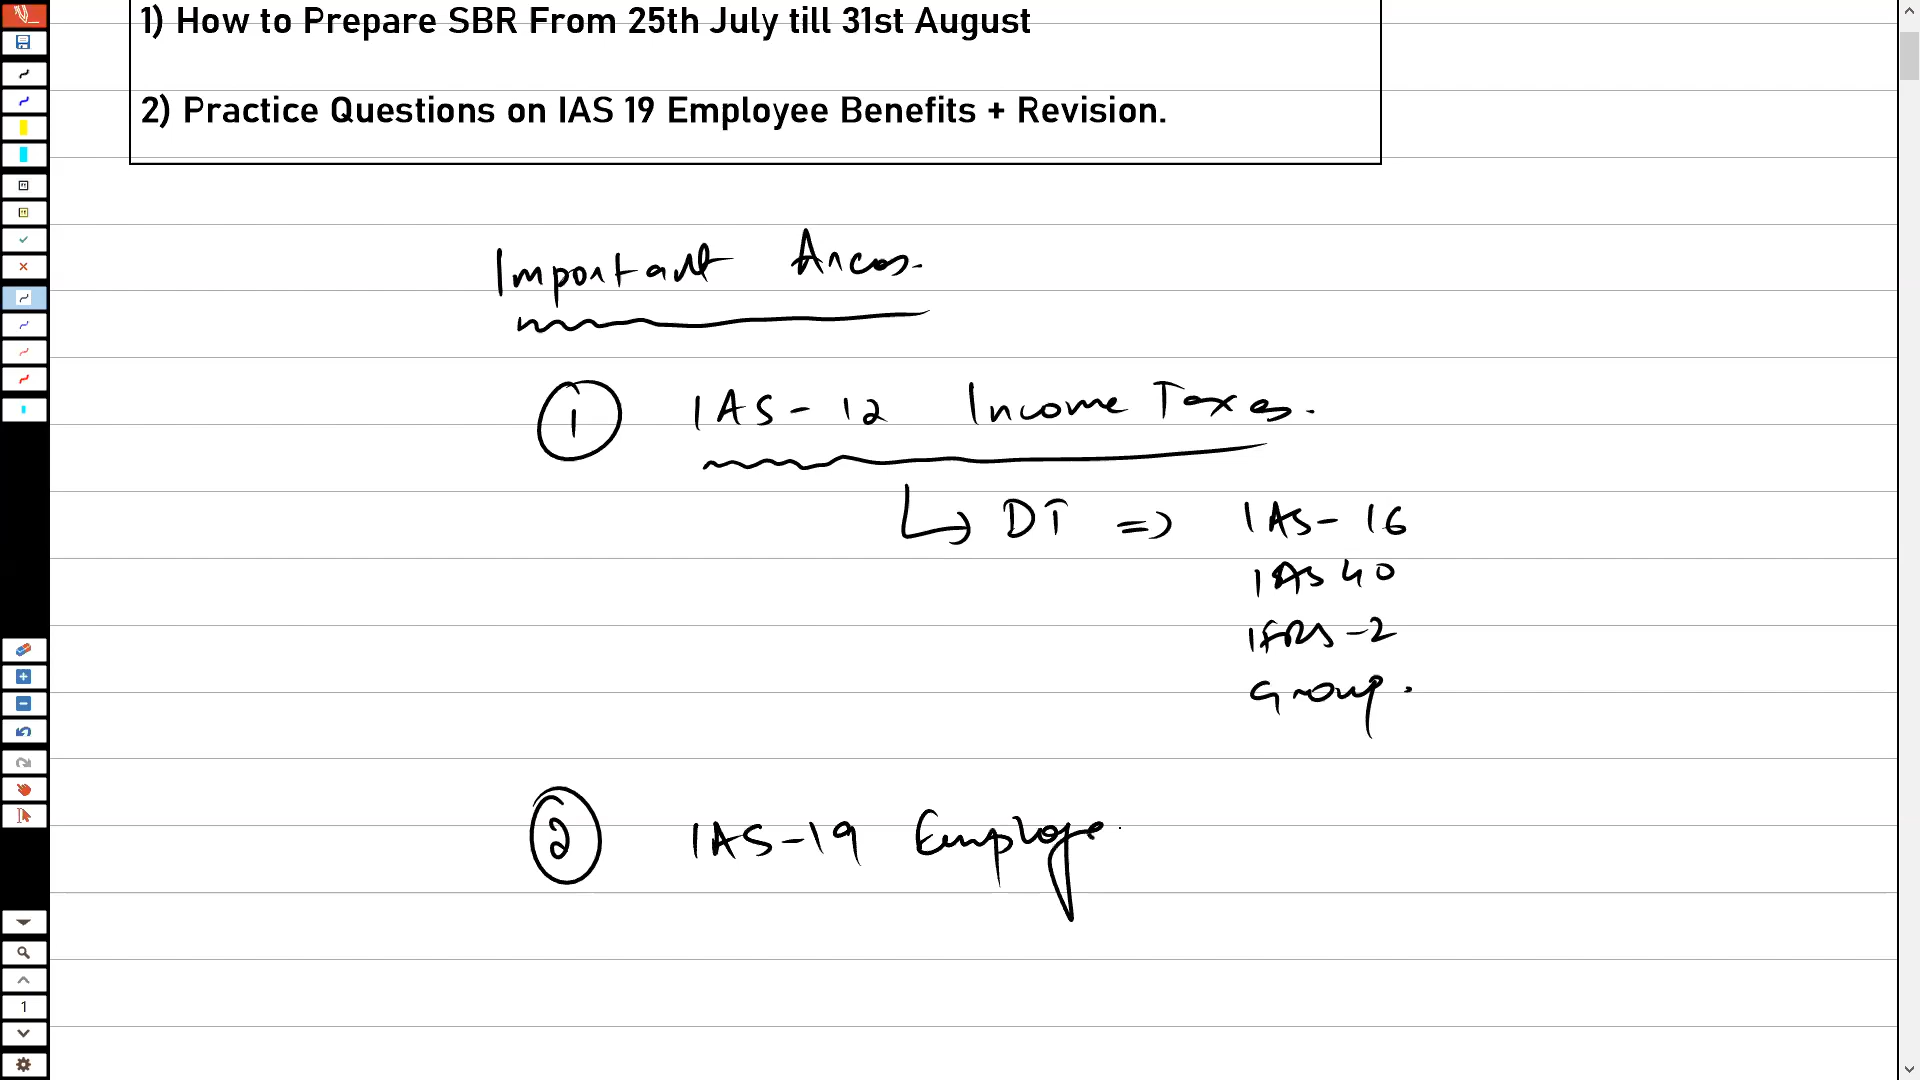 1) How to Prepare SBR From 25th July till 31st August
2) Practice Questions on IAS 19 Employee Benefits + Revision.
Important Areas.
1 IAS-12 Income Taxes.
↳ DT => IAS-16
IAS 40
IFRS-2
Group.
2 IAS-19 Employe
1